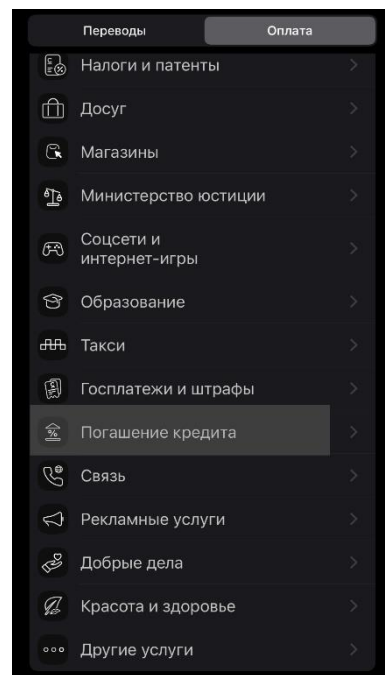 Переводы
Оплата
Налоги и патенты
Досуг
Магазины
Министерство юстиции
Соцсети и
интернет-игры
Образование
Такси
Госплатежи и штрафы
Погашение кредита
Связь
Рекламные услуги
Добрые дела
Красота и здоровье
Другие услуги